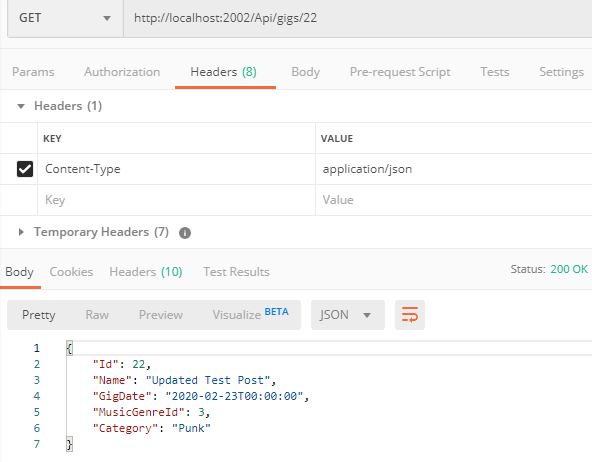 GET http://localhost:2002/Api/gigs/22
Params Authorization Headers (8) Body Pre-request Script Tests Settings
Headers (1)
KEY VALUE
Content-Type application/json
Key Value
Temporary Headers (7) i
Body Cookies Headers (10) Test Results Status: 200 OK
Pretty Raw Preview Visualize BETA JSON
1 {
2 "Id": 22,
3 "Name": "Updated Test Post",
4 "GigDate": "2020-02-23T00:00:00",
5 "MusicGenreId": 3,
6 "Category": "Punk"
7 }